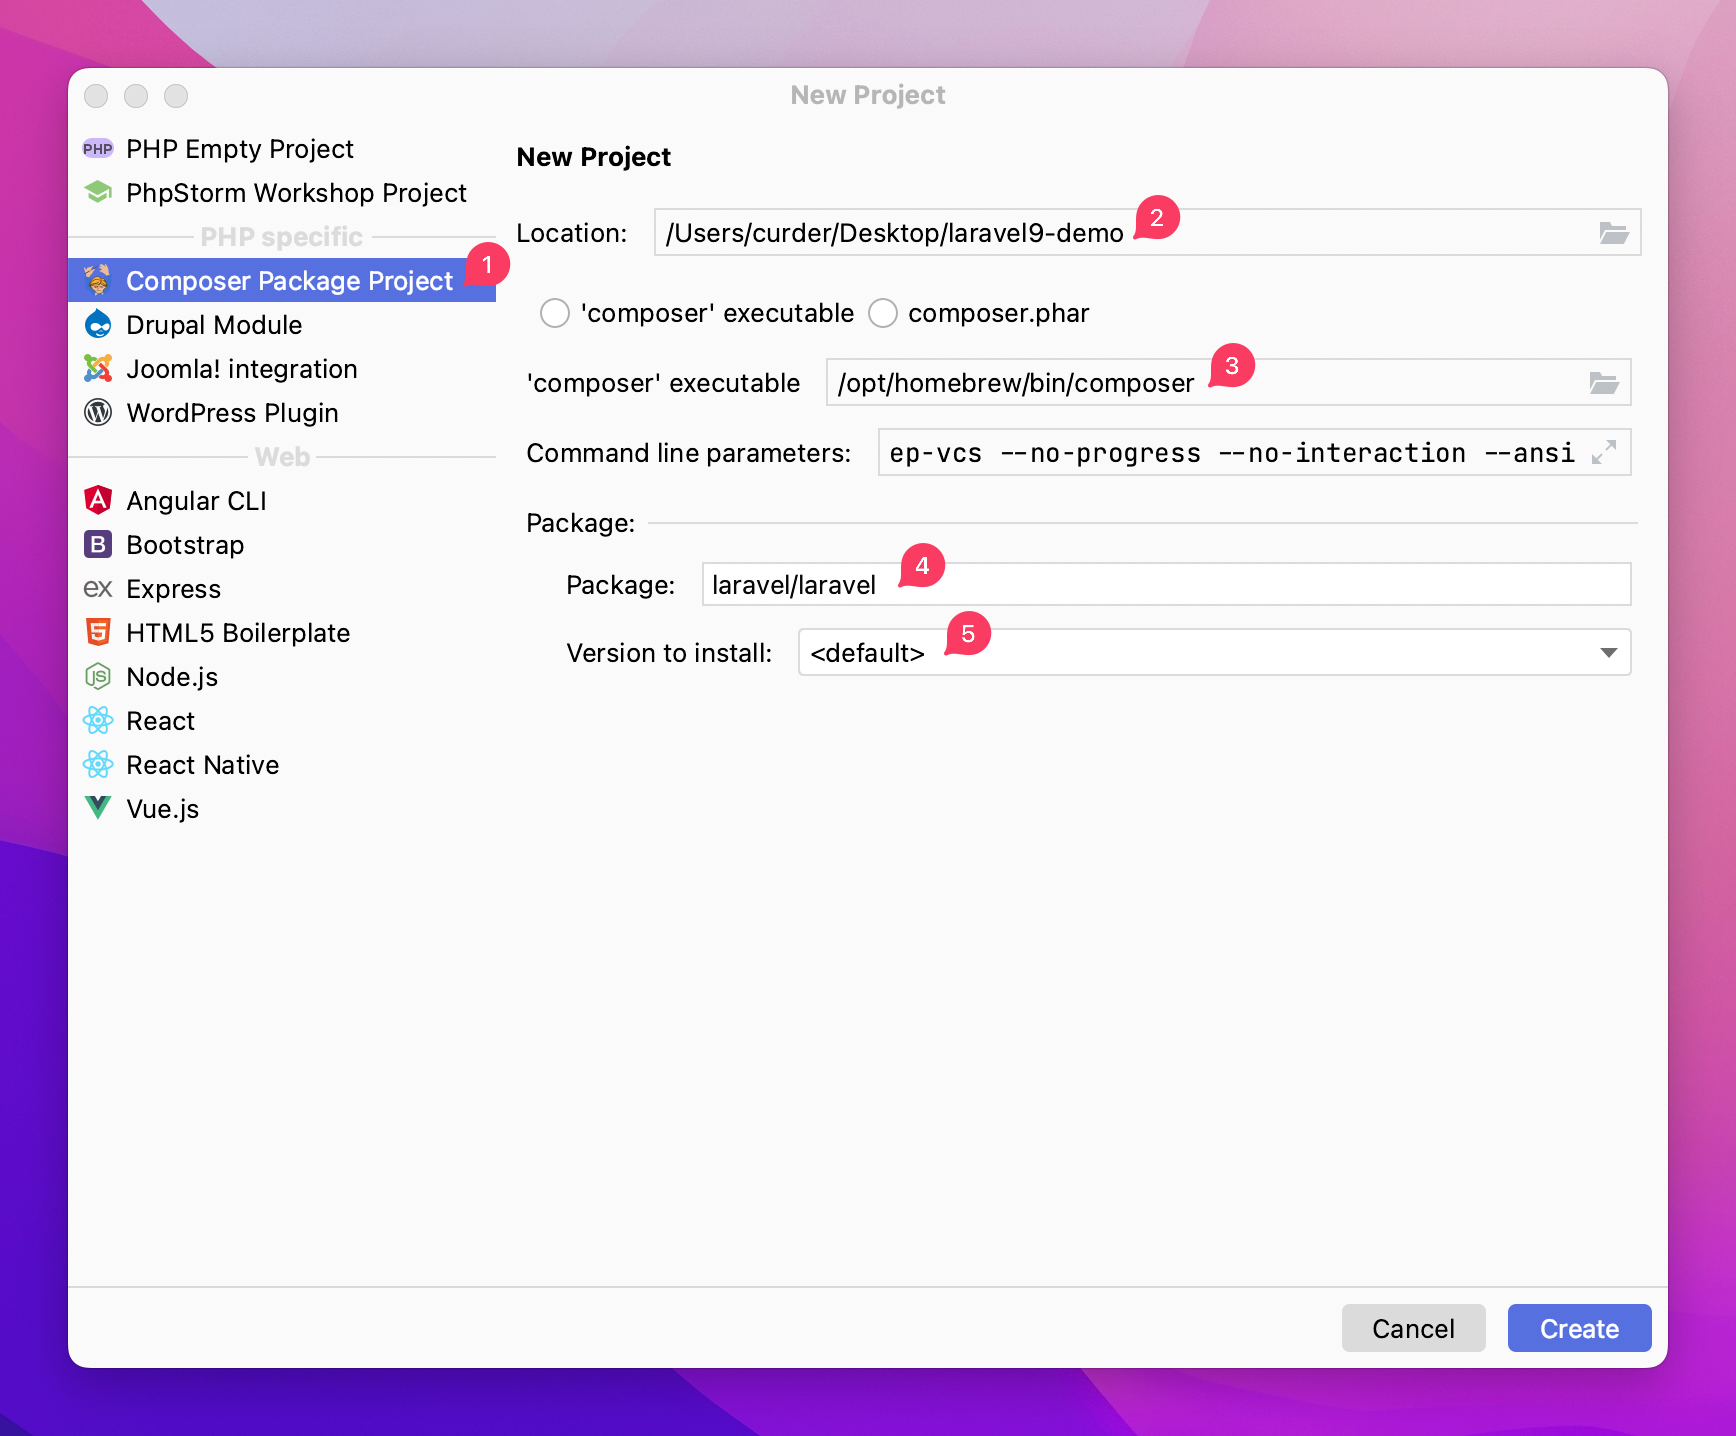 New Project
PHP PHP Empty Project
PhpStorm Workshop Project
PHP specific
Composer Package Project 1
Drupal Module
Joomla! integration
WordPress Plugin
Web
Angular CLI
B Bootstrap
ex Express
HTML5 Boilerplate
JS Node.js
React
React Native
Vue.js
New Project
Location: /Users/curder/Desktop/laravel9-demo 2
'composer' executable composer.phar
'composer' executable /opt/homebrew/bin/composer 3
Command line parameters: ep-vcs --no-progress --no-interaction --ansi
Package:
Package: laravel/laravel 4
Version to install: <default> 5
Cancel Create